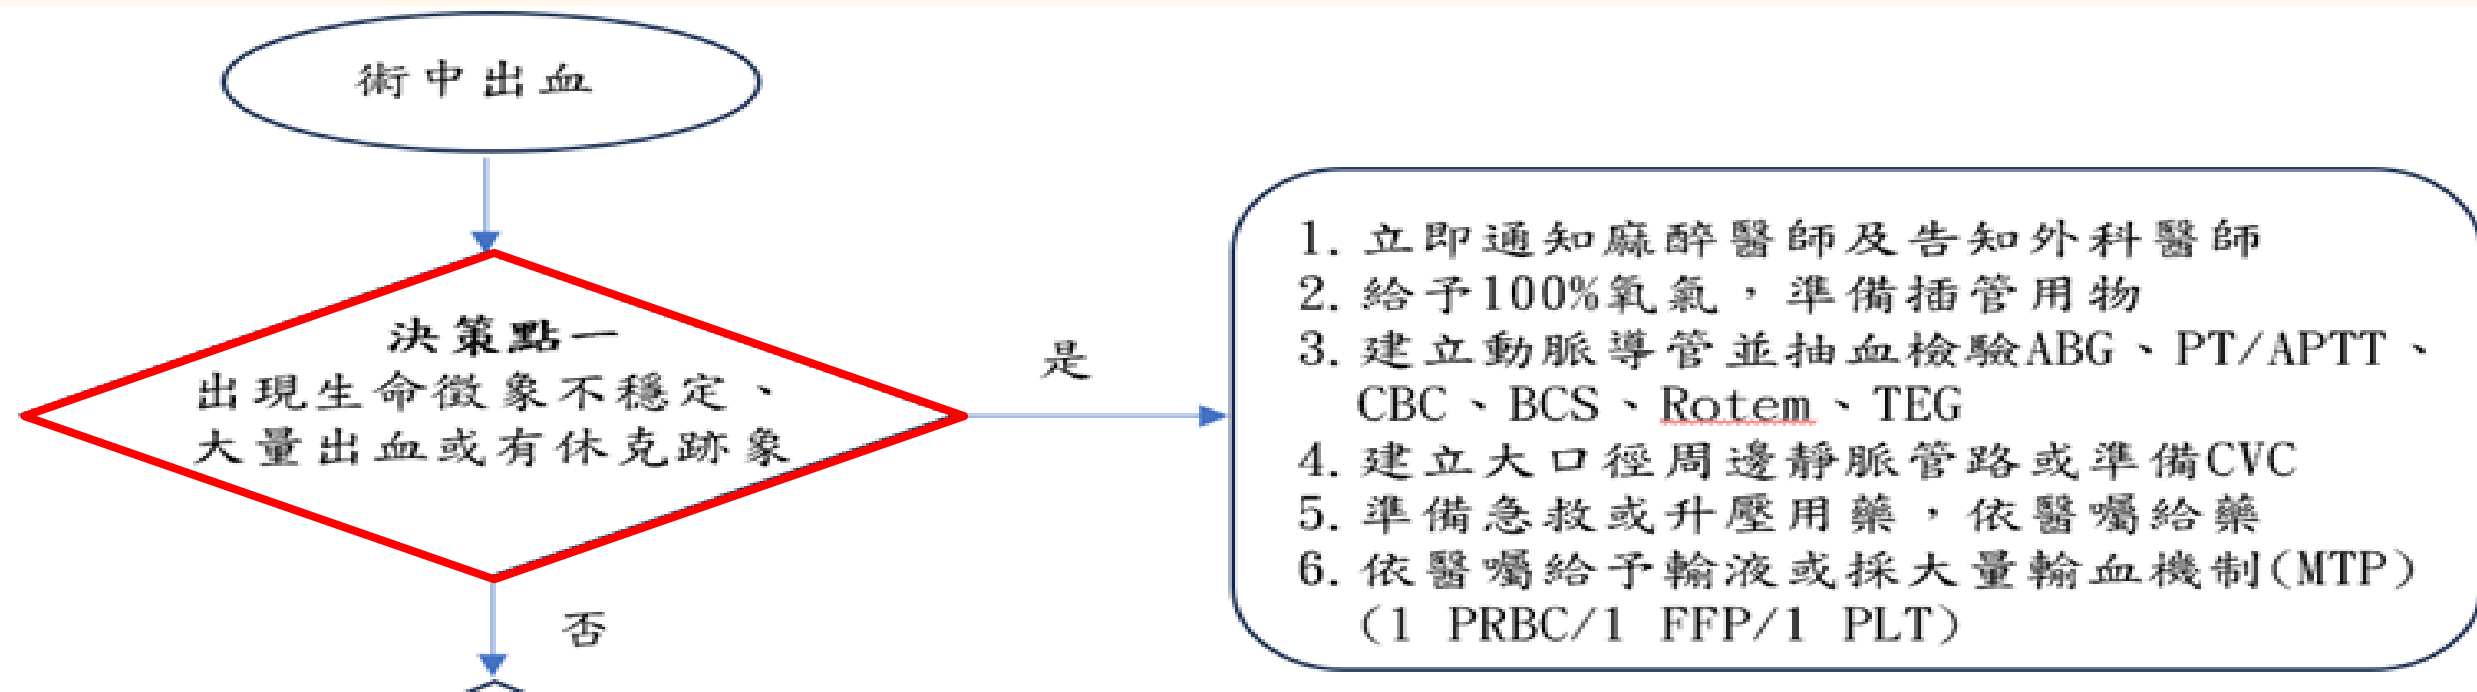 術中出血
決策點一
出現生命徵象不穩定、
大量出血或有休克跡象
是
否
1. 立即通知麻醉醫師及告知外科醫師
2. 給予100%氧氣，準備插管用物
3. 建立動脈導管並抽血檢驗ABG、PT/APTT、
CBC、BCS、Rotem、TEG
4. 建立大口徑周邊靜脈管路或準備CVC
5. 準備急救或升壓用藥，依醫囑給藥
6. 依醫囑給予輸液或採大量輸血機制(MTP)
(1 PRBC/1 FFP/1 PLT)